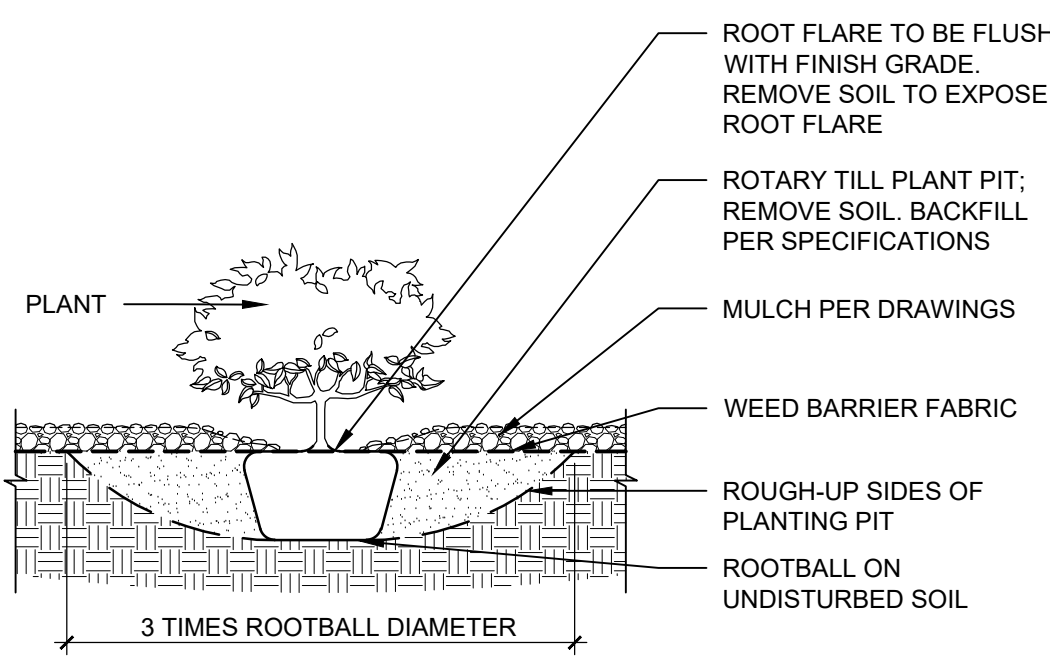 ROOT FLARE TO BE FLUSH
WITH FINISH GRADE.
REMOVE SOIL TO EXPOSE
ROOT FLARE
ROTARY TILL PLANT PIT;
REMOVE SOIL. BACKFILL
PER SPECIFICATIONS
PLANT
MULCH PER DRAWINGS
WEED BARRIER FABRIC
ROUGH-UP SIDES OF
PLANTING PIT
ROOTBALL ON
UNDISTURBED SOIL
3 TIMES ROOTBALL DIAMETER